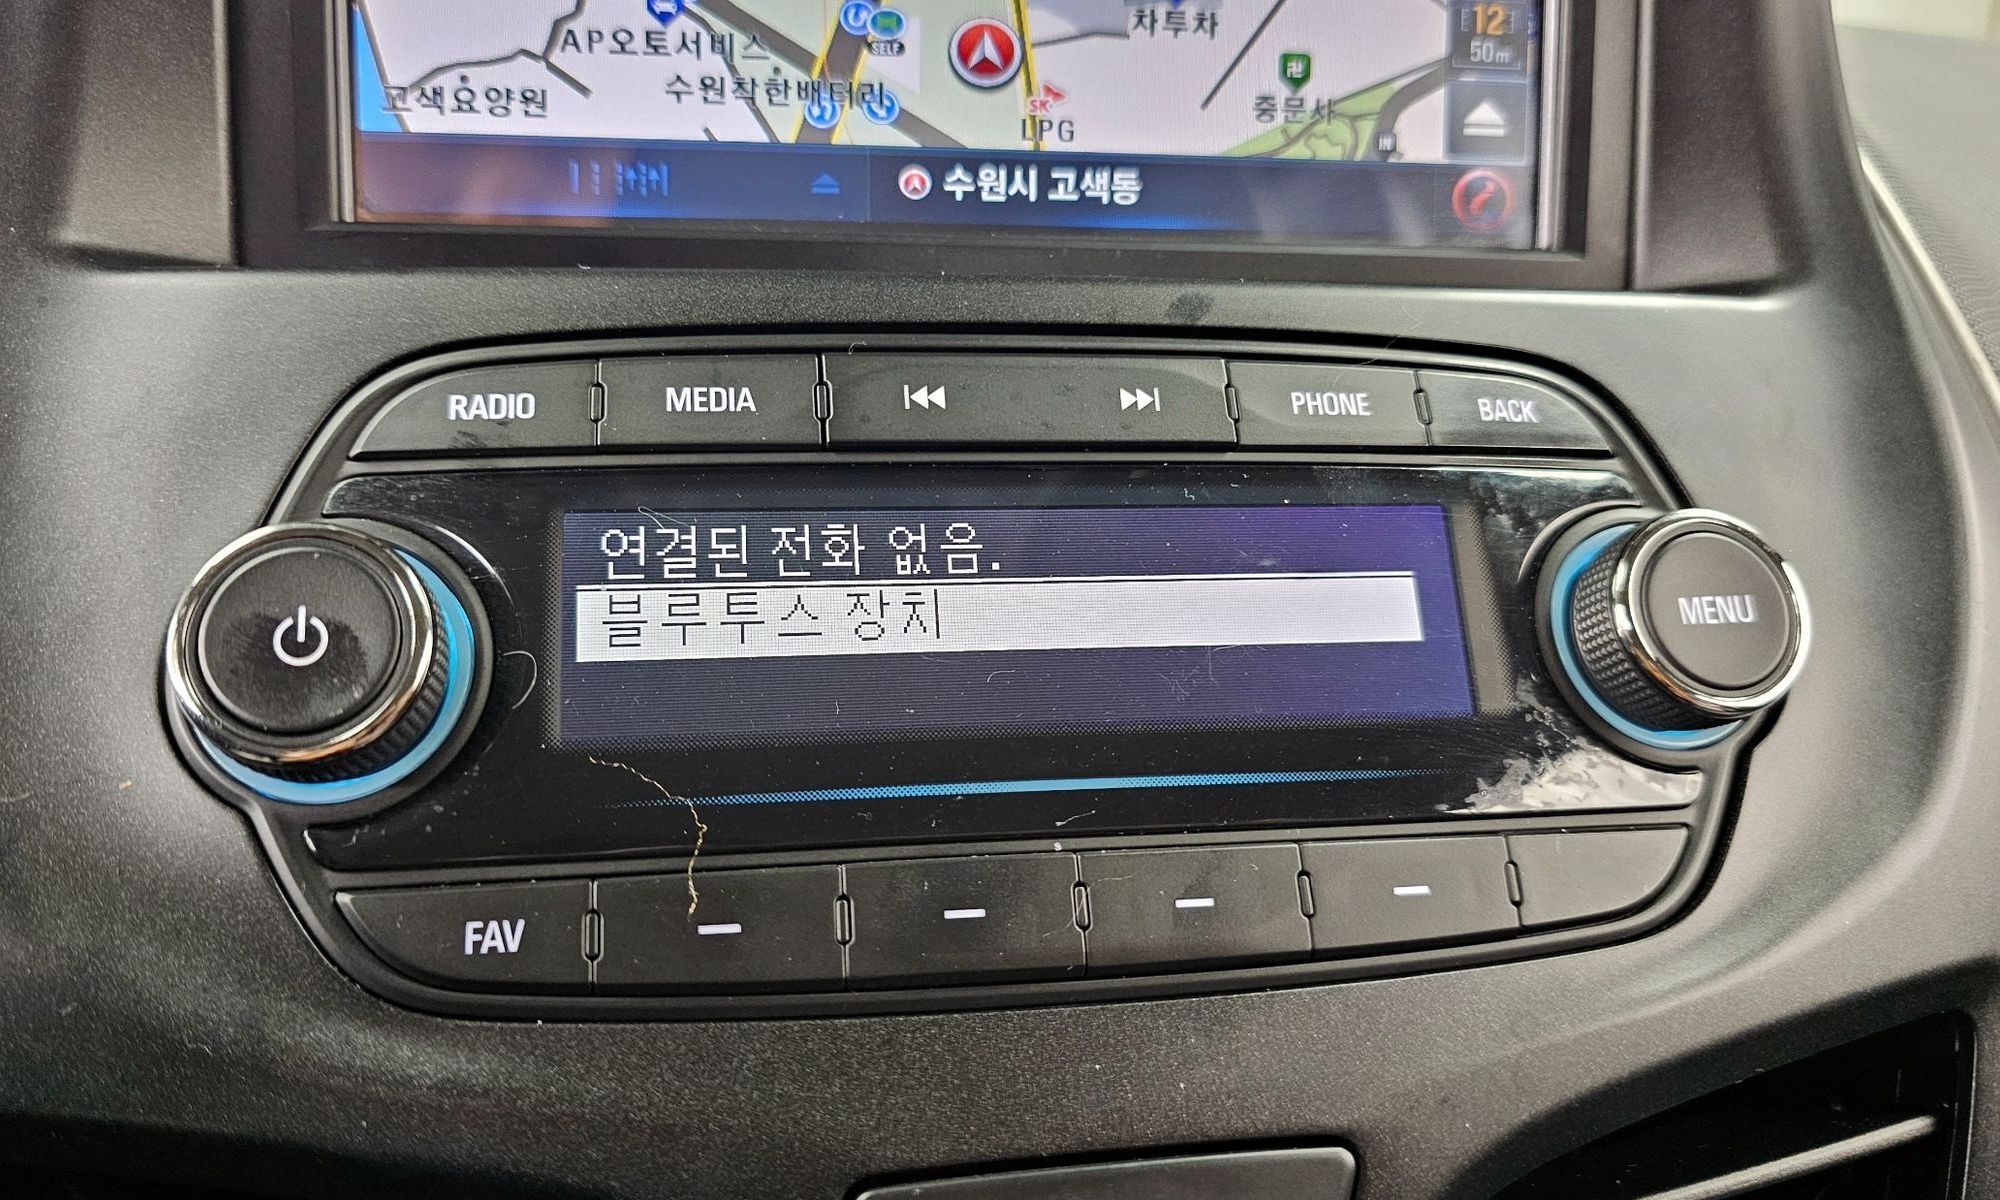 AP오토서비스
SELF
차투차
12
50m
고색요양원
수원착한배터리
SK
LPG
중문사
IN
수원시 고색동
RADIO
MEDIA
PHONE
BACK
연결된 전화 없음.
블루투스 장치
MENU
FAV